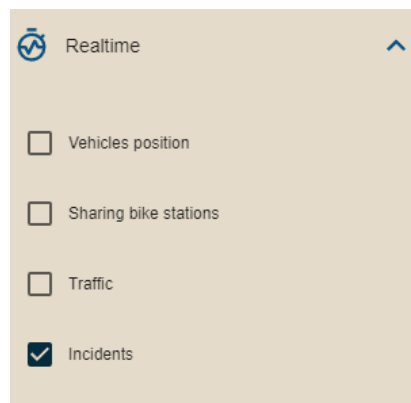 Realtime
Vehicles position
Sharing bike stations
Traffic
Incidents